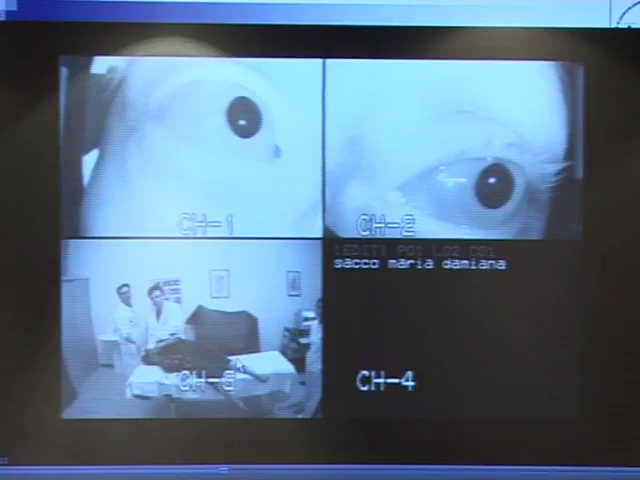 CH-1
CH-2
[EDIT] P01 L02 C01
sacco maria damiana
CH-3
CH-4